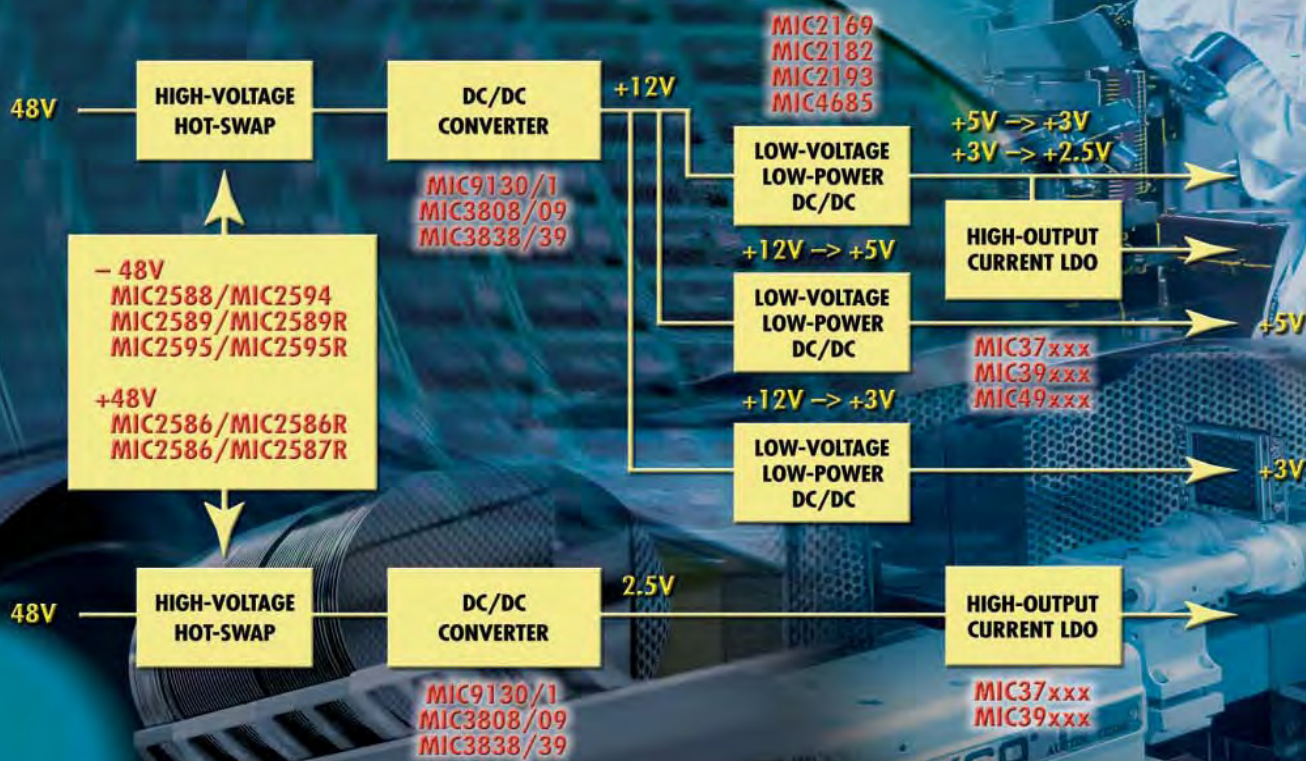 MIC2169
MIC2182
MIC2193
MIC4685
48V
HIGH-VOLTAGE
HOT-SWAP
DC/DC
CONVERTER
+12V
MIC9130/1
MIC3808/09
MIC3838/39
LOW-VOLTAGE
LOW-POWER
DC/DC
+5V –> +3V
+3V –> +2.5V
HIGH-OUTPUT
CURRENT LDO
– 48V
MIC2588/MIC2594
MIC2589/MIC2589R
MIC2595/MIC2595R
+48V
MIC2586/MIC2586R
MIC2586/MIC2587R
+12V –> +5V
LOW-VOLTAGE
LOW-POWER
DC/DC
+5V
MIC37xxx
MIC39xxx
MIC49xxx
+12V –> +3V
LOW-VOLTAGE
LOW-POWER
DC/DC
+3V
48V
HIGH-VOLTAGE
HOT-SWAP
DC/DC
CONVERTER
2.5V
HIGH-OUTPUT
CURRENT LDO
MIC9130/1
MIC3808/09
MIC3838/39
MIC37xxx
MIC39xxx